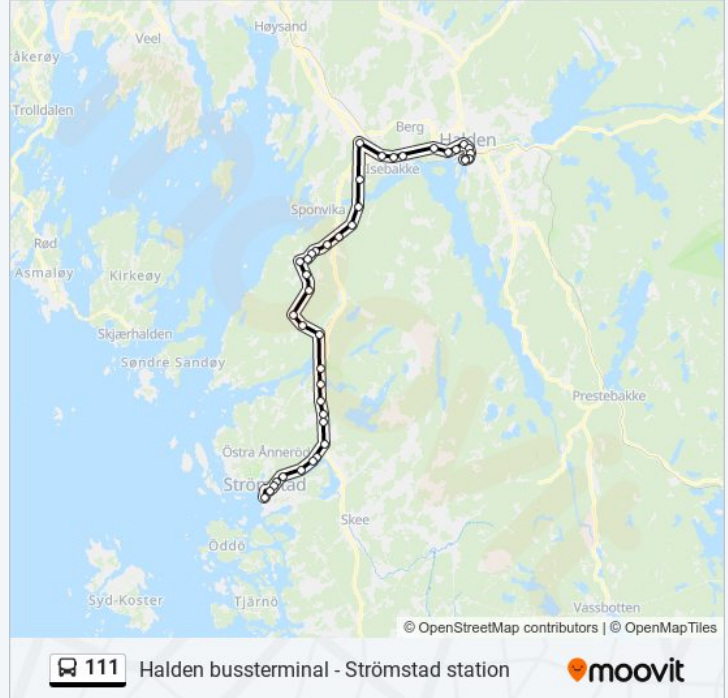 Høysand
Veel
råkerøy
Trolldalen
Berg
Halden
Isebakke
Sponvika
Rød
Asmaløy
Kirkeøy
Skjærhalden
Søndre Sandøy
Prestebakke
Östra Ånneröd
Strömstad
Skee
Öddö
Syd-Koster
Tjärnö
Vassbotten
© OpenStreetMap contributors | © OpenMapTiles
111 Halden bussterminal - Strömstad station moovit